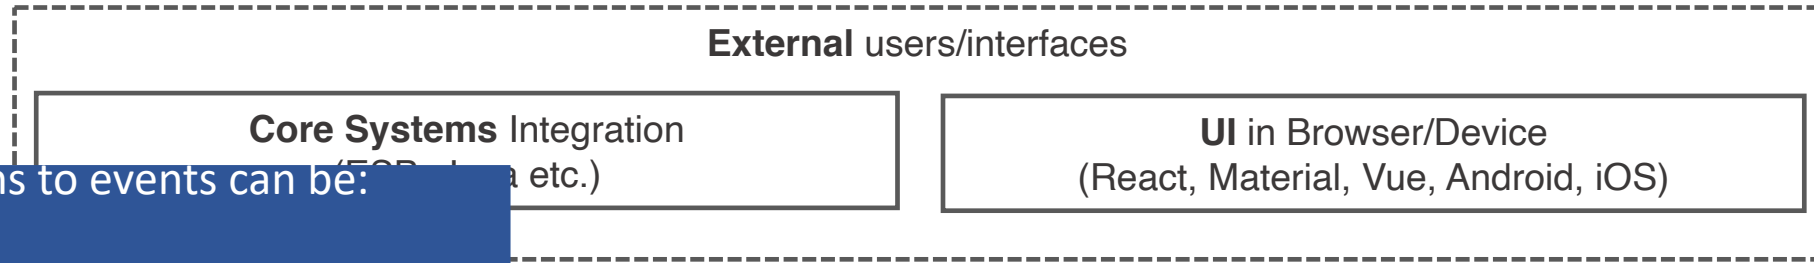 External users/interfaces
Core Systems Integration
etc.)
UI in Browser/Device
(React, Material, Vue, Android, iOS)
to events can be: